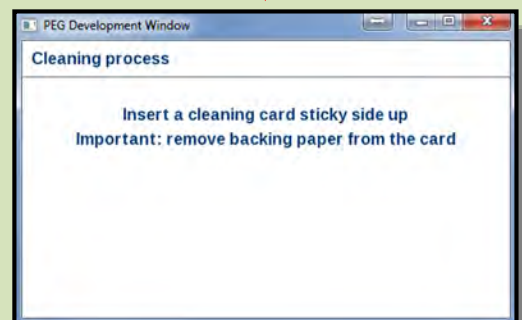 PEG Development Window
Cleaning process
Insert a cleaning card sticky side up
Important: remove backing paper from the card